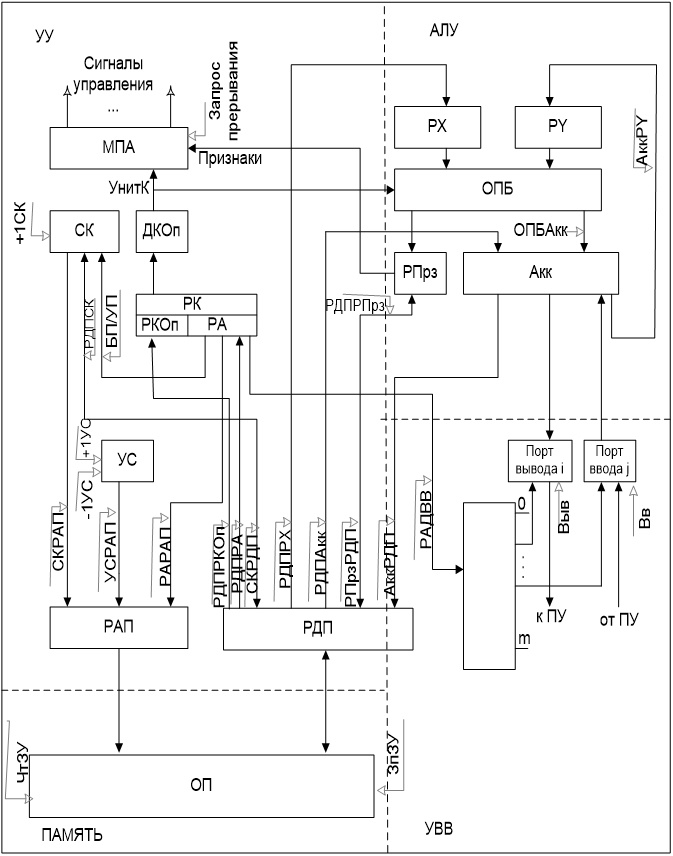 УУ
АЛУ
Сигналы
управления
...
Запрос
прерывания
МПА
Признаки
РХ
РY
АккРY
УнитК
ОПБ
+1СК
СК
ДКОп
ОПБАкк
РПрз
Акк
РДПСК
БП/УП
РК
РКОп
РА
РДПРПрз
+1УС
-1УС
УС
Порт
вывода i
Порт
ввода j
СКРАП
УСРАП
РАРАП
РДПРКОп
РДПРА
СКРДП
РДПРХ
РДПАкк
РПрзРДП
АккРДП
РАДВВ
0
Выв
Вв
...
к ПУ
от ПУ
m
РАП
РДП
ЧтЗУ
ОП
ЗпЗУ
ПАМЯТЬ
УВВ